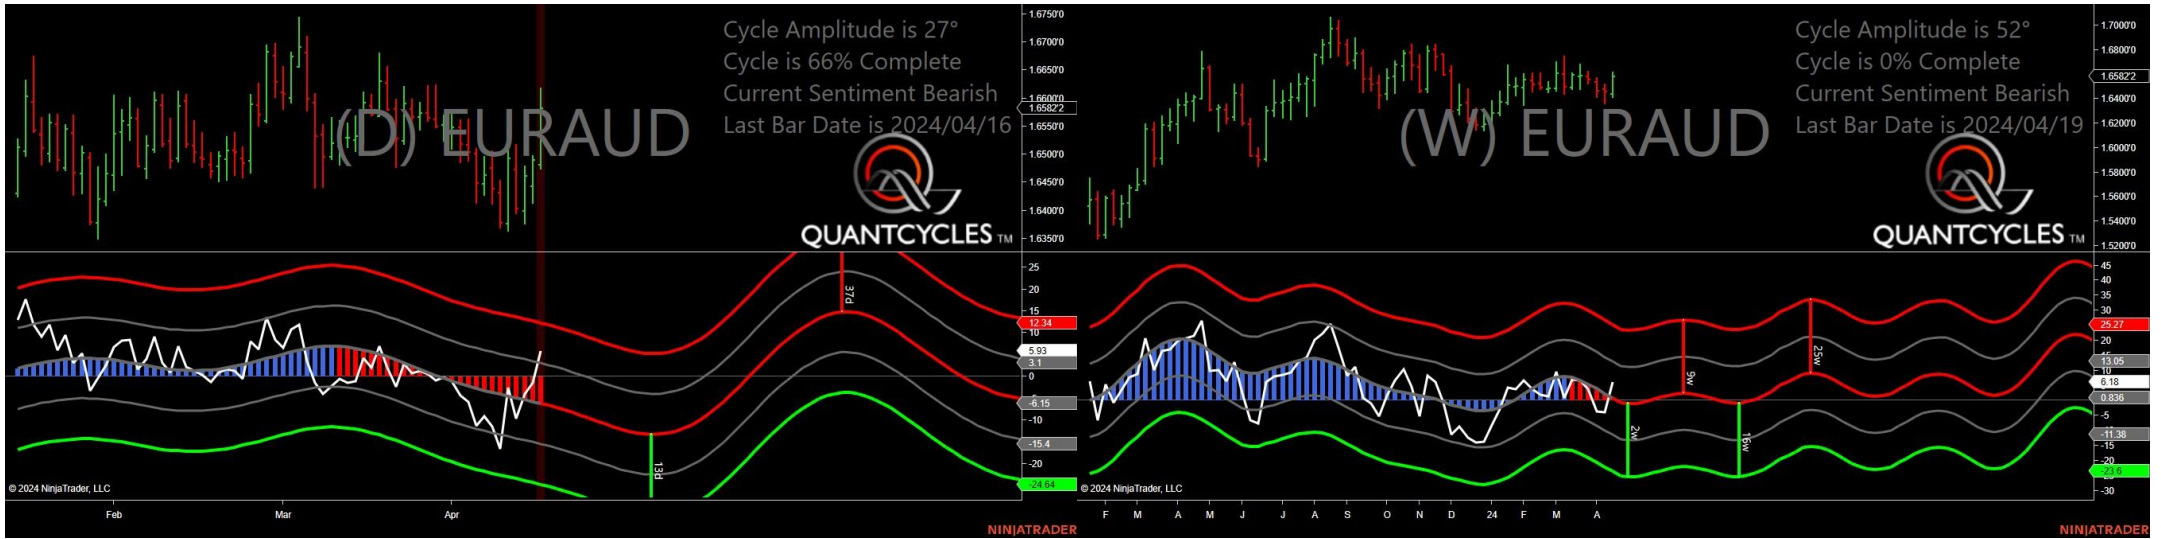 Cycle Amplitude is 27°
Cycle is 66% Complete
Current Sentiment Bearish
Last Bar Date is 2024/04/16
(D) EURAUD
QUANTCYCLES TM
1.6750'0
1.6700'0
1.6650'0
1.6600'0
1.6582'2
1.6550'0
1.6500'0
1.6450'0
1.6400'0
1.6350'0
25
20
15
12.34
10
5.93
3.1
0
-5
-6.15
-10
-15.4
-20
-24.64
37d
13d
© 2024 NinjaTrader, LLC
Feb
Mar
Apr
NINJATRADER
Cycle Amplitude is 52°
Cycle is 0% Complete
Current Sentiment Bearish
Last Bar Date is 2024/04/19
(W) EURAUD
QUANTCYCLES TM
1.7000'0
1.6800'0
1.6582'2
1.6400'0
1.6200'0
1.6000'0
1.5800'0
1.5600'0
1.5400'0
1.5200'0
45
40
35
30
25.27
20
15
13.05
6.18
0.836
-5
-11.38
-15
-20
-23.6
-30
9w
25w
2w
16w
© 2024 NinjaTrader, LLC
F M A M J J A S O N D 24 F M A
NINJATRADER